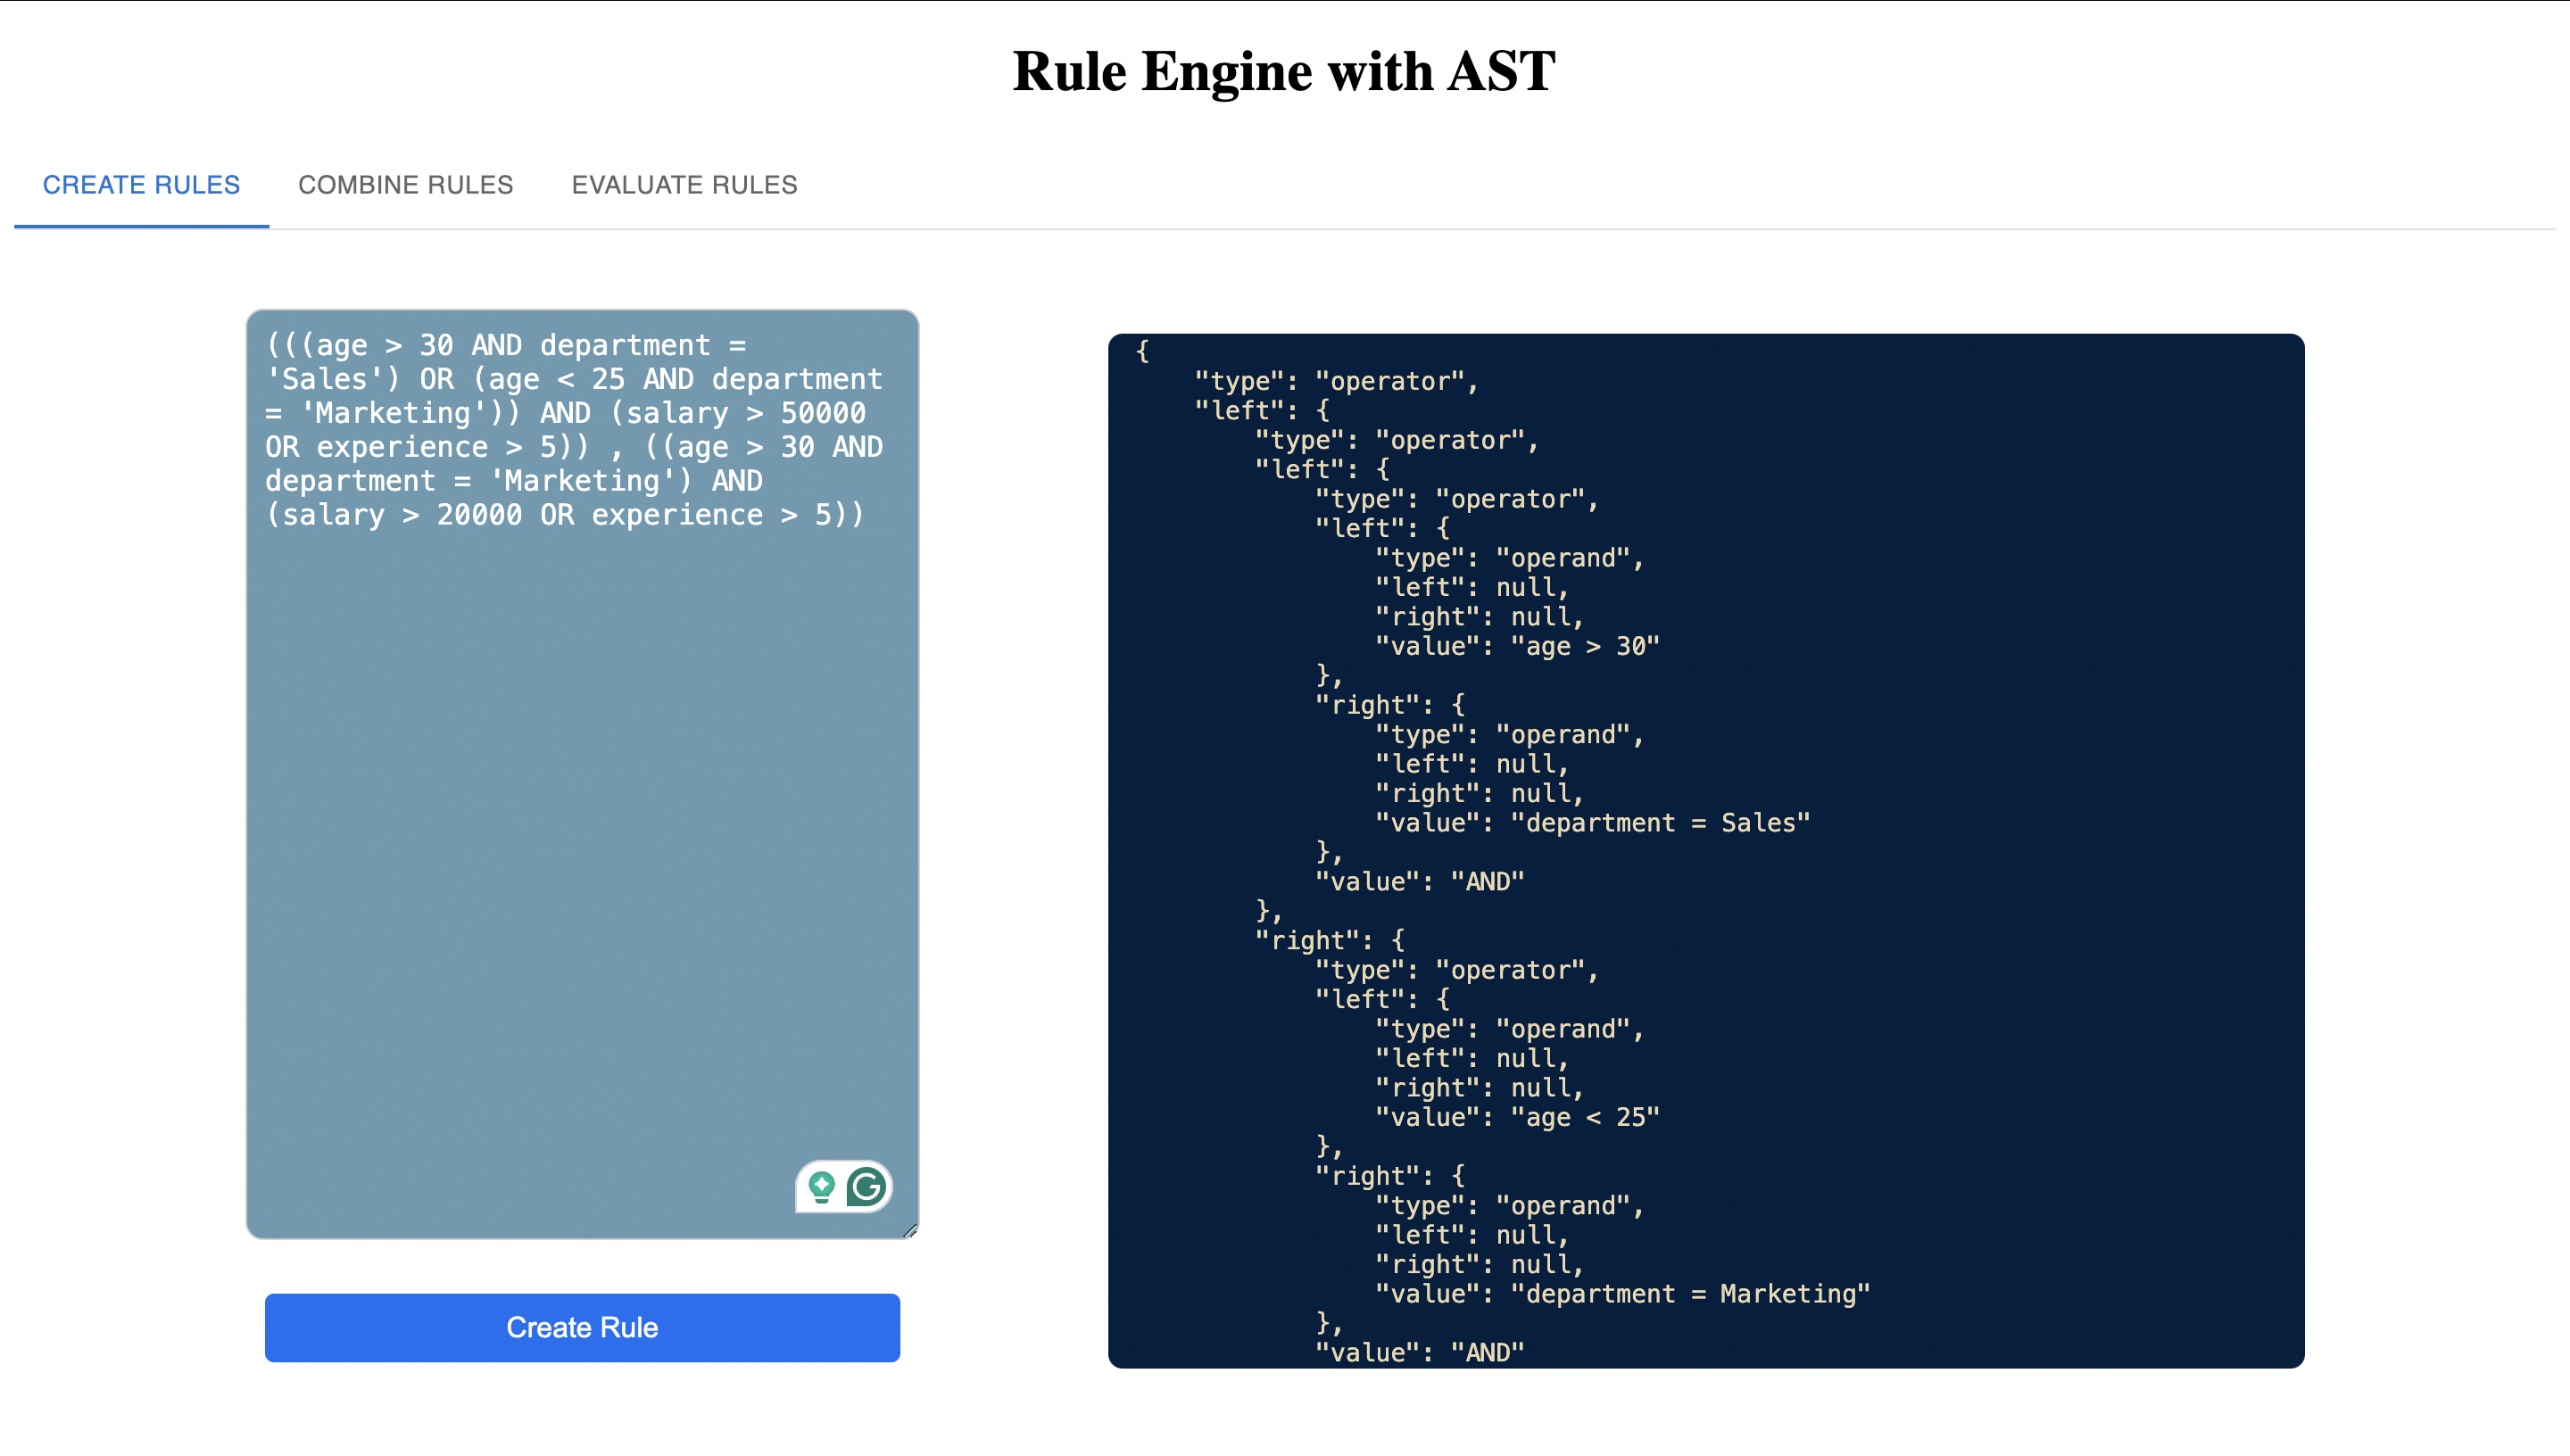 Rule Engine with AST
CREATE RULES COMBINE RULES EVALUATE RULES
(((age > 30 AND department =
'Sales') OR (age < 25 AND department
= 'Marketing')) AND (salary > 50000
OR experience > 5)) , ((age > 30 AND
department = 'Marketing') AND
(salary > 20000 OR experience > 5))
Create Rule
{
    "type": "operator",
    "left": {
        "type": "operator",
        "left": {
            "type": "operator",
            "left": {
                "type": "operand",
                "left": null,
                "right": null,
                "value": "age > 30"
            },
            "right": {
                "type": "operand",
                "left": null,
                "right": null,
                "value": "department = Sales"
            },
            "value": "AND"
        },
        "right": {
            "type": "operator",
            "left": {
                "type": "operand",
                "left": null,
                "right": null,
                "value": "age < 25"
            },
            "right": {
                "type": "operand",
                "left": null,
                "right": null,
                "value": "department = Marketing"
            },
            "value": "AND"